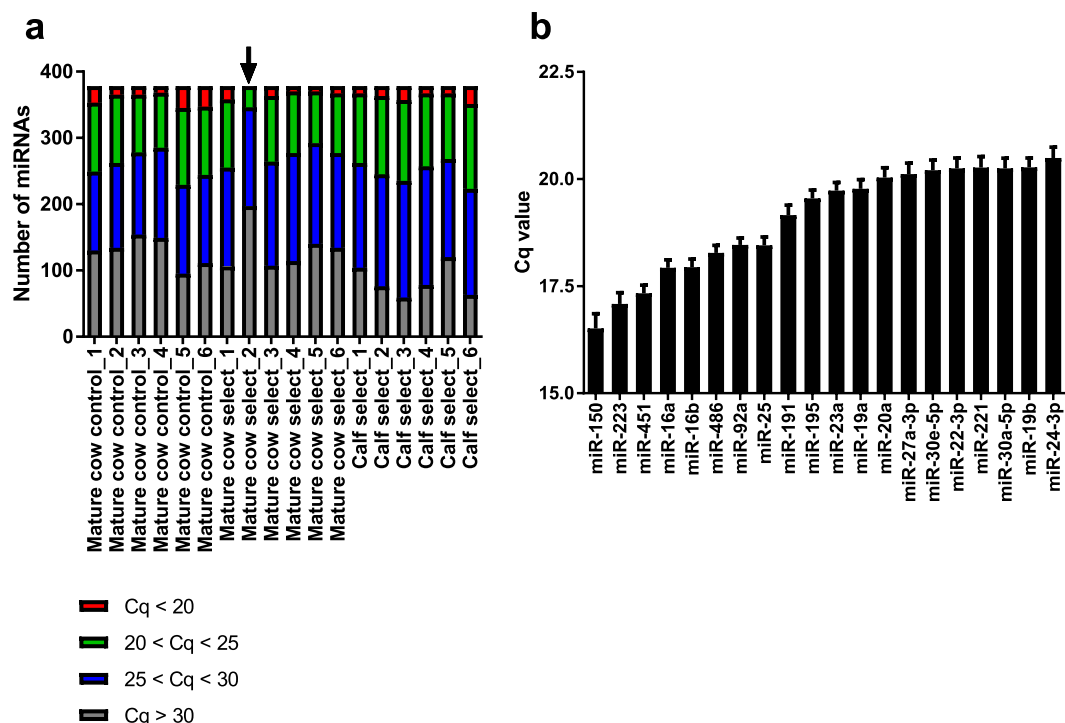 a
Number of miRNAs
400
300
200
100
0
Mature cow control_1
Mature cow control_2
Mature cow control_3
Mature cow control_4
Mature cow control_5
Mature cow control_6
Mature cow select_1
Mature cow select_2
Mature cow select_3
Mature cow select_4
Mature cow select_5
Mature cow select_6
Calf select_1
Calf select_2
Calf select_3
Calf select_4
Calf select_5
Calf select_6
Cq < 20
20 < Cq < 25
25 < Cq < 30
Cq > 30
b
Cq value
22.5
20.0
17.5
15.0
miR-150
miR-223
miR-451
miR-16a
miR-16b
miR-486
miR-92a
miR-25
miR-191
miR-195
miR-23a
miR-19a
miR-20a
miR-27a-3p
miR-30e-5p
miR-22-3p
miR-221
miR-30a-5p
miR-19b
miR-24-0p